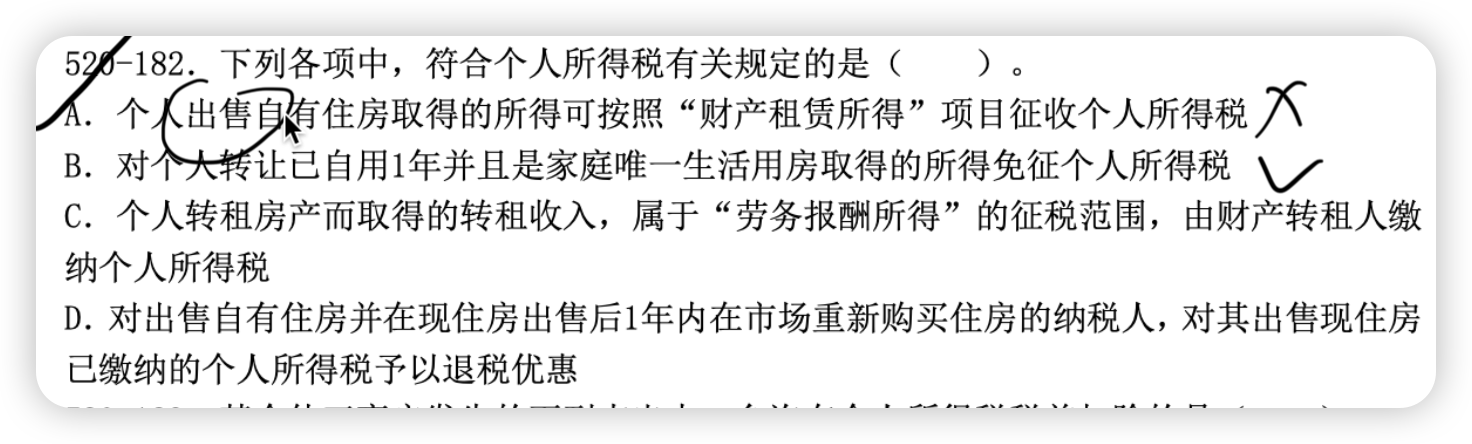 520-182. 下列各项中，符合个人所得税有关规定的是（　　）。
A. 个人出售自有住房取得的所得可按照“财产租赁所得”项目征收个人所得税
B. 对个人转让已自用1年并且是家庭唯一生活用房取得的所得免征个人所得税
C. 个人转租房产而取得的转租收入，属于“劳务报酬所得”的征税范围，由财产转租人缴
纳个人所得税
D. 对出售自有住房并在现住房出售后1年内在市场重新购买住房的纳税人，对其出售现住房
已缴纳的个人所得税予以退税优惠